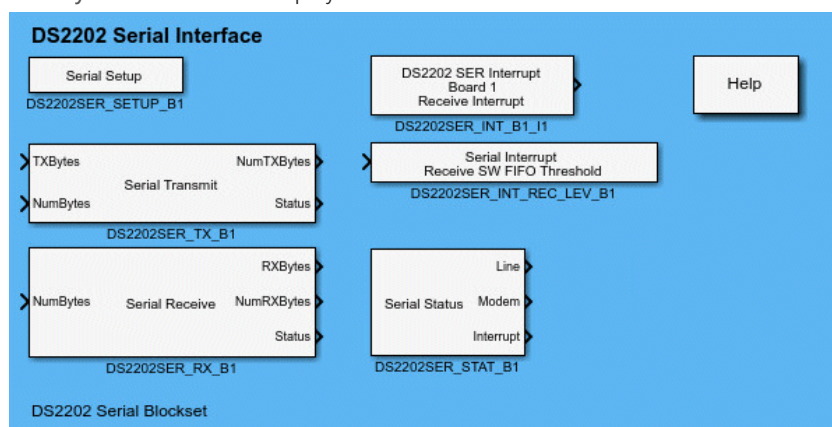 DS2202 Serial Interface
Serial Setup
DS2202SER_SETUP_B1
DS2202 SER Interrupt
Board 1
Receive Interrupt
DS2202SER_INT_B1_I1
Help
TXBytes
NumTXBytes
Serial Transmit
NumBytes
Status
DS2202SER_TX_B1
Serial Interrupt
Receive SW FIFO Threshold
DS2202SER_INT_REC_LEV_B1
RXBytes
NumBytes
Serial Receive
NumRXBytes
Status
DS2202SER_RX_B1
Line
Serial Status
Modem
Interrupt
DS2202SER_STAT_B1
DS2202 Serial Blockset